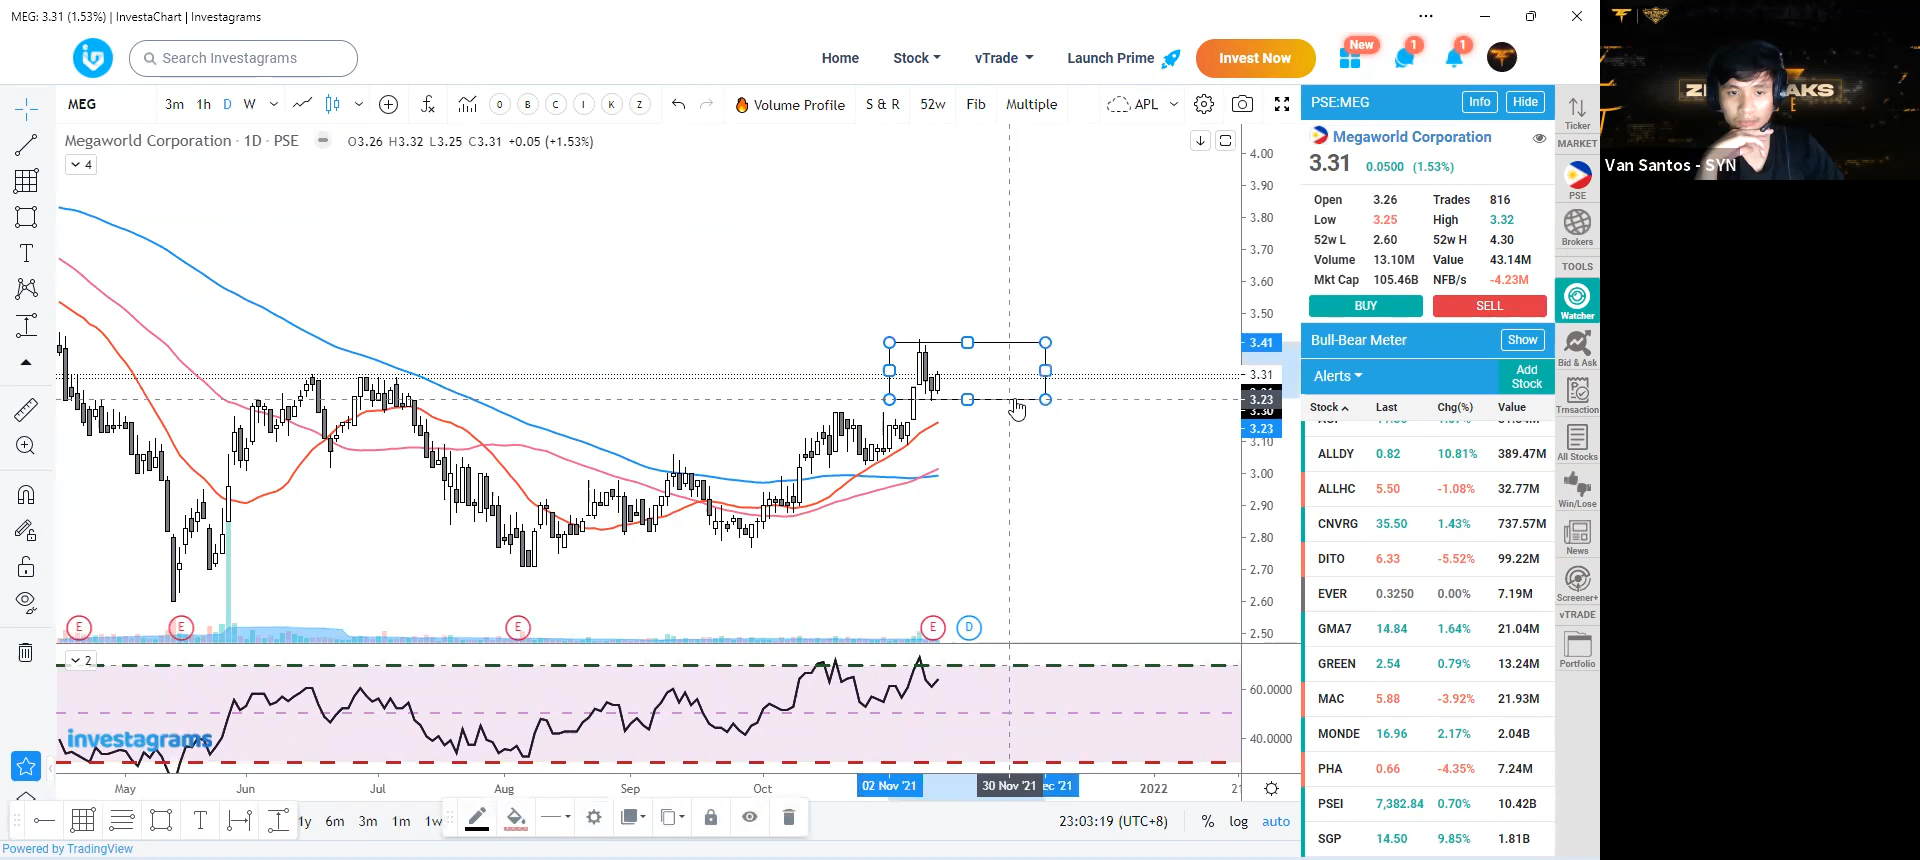 MEG: 3.31 (1.53%) | InvestaChart | Investagrams
Search Investagrams
Home
Stock
vTrade
Launch Prime
Invest Now
New
1
1
MEG
3m 1h D W
O B C I K Z
Volume Profile
S & R
52w
Fib
Multiple
APL
Megaworld Corporation · 1D · PSE
O3.26 H3.32 L3.25 C3.31 +0.05 (+1.53%)
4
4.00
3.90
3.80
3.70
3.60
3.50
3.41
3.31
3.23
3.30
3.23
3.10
3.00
2.90
2.80
2.70
2.60
2.50
E
E
E
E
D
2
60.0000
40.0000
investagrams
May
Jun
Jul
Aug
Sep
Oct
02 Nov '21
30 Nov '21
ec '21
2022
T
1y 6m 3m 1m 1w
23:03:19 (UTC+8)
% log auto
Powered by TradingView
PSE:MEG
Info
Hide
Megaworld Corporation
3.31 0.0500 (1.53%)
Open 3.26 Trades 816
Low 3.25 High 3.32
52w L 2.60 52w H 4.30
Volume 13.10M Value 43.14M
Mkt Cap 105.46B NFB/s -4.23M
BUY
SELL
Bull-Bear Meter
Show
Alerts
Add
Stock
Stock Last Chg(%) Value
ALLDY 0.82 10.81% 389.47M
ALLHC 5.50 -1.08% 32.77M
CNVRG 35.50 1.43% 737.57M
DITO 6.33 -5.52% 99.22M
EVER 0.3250 0.00% 7.19M
GMA7 14.84 1.64% 21.04M
GREEN 2.54 0.79% 13.24M
MAC 5.88 -3.92% 21.93M
MONDE 16.96 2.17% 2.04B
PHA 0.66 -4.35% 7.24M
PSEI 7,382.84 0.70% 10.42B
SGP 14.50 9.85% 1.81B
Ticker
MARKET
PSE
Brokers
TOOLS
Watcher
Bid & Ask
Trnsaction
All Stocks
Win/Lose
News
Screener+
vTRADE
Portfolio
Van Santos - SYN